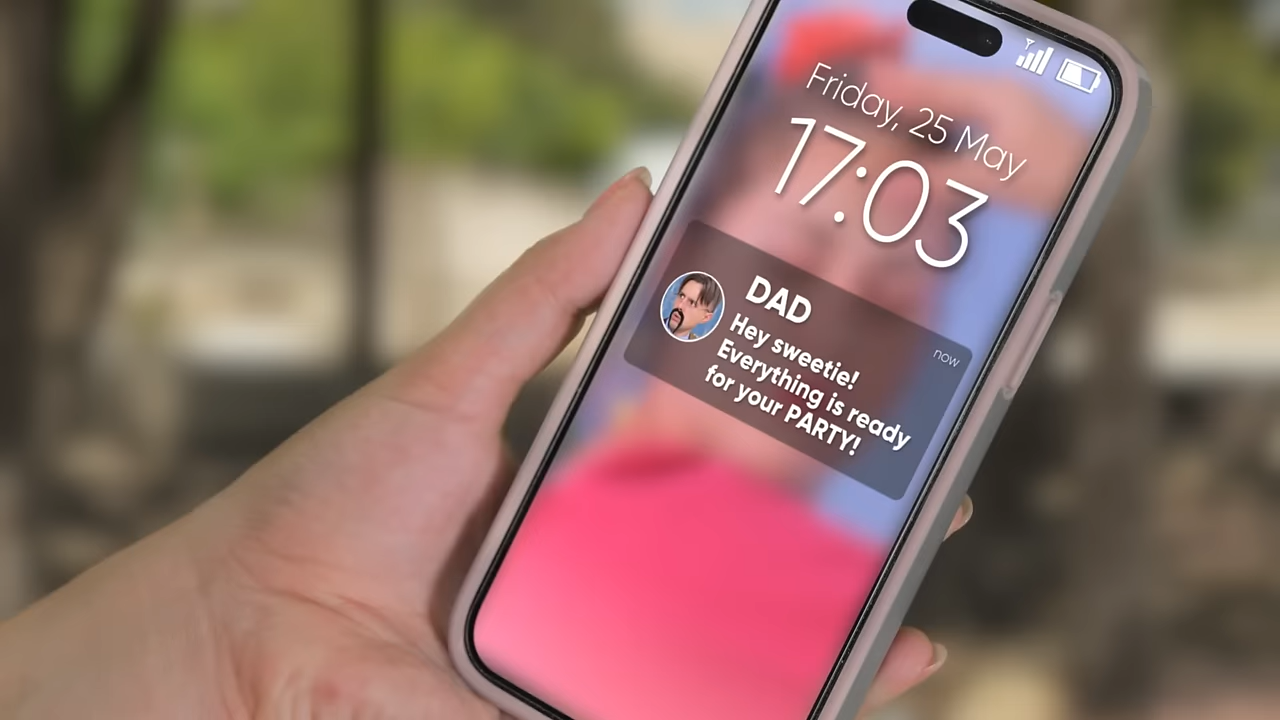 Friday, 25 May
17:03
DAD
now
Hey sweetie!
Everything is ready
for your PARTY!